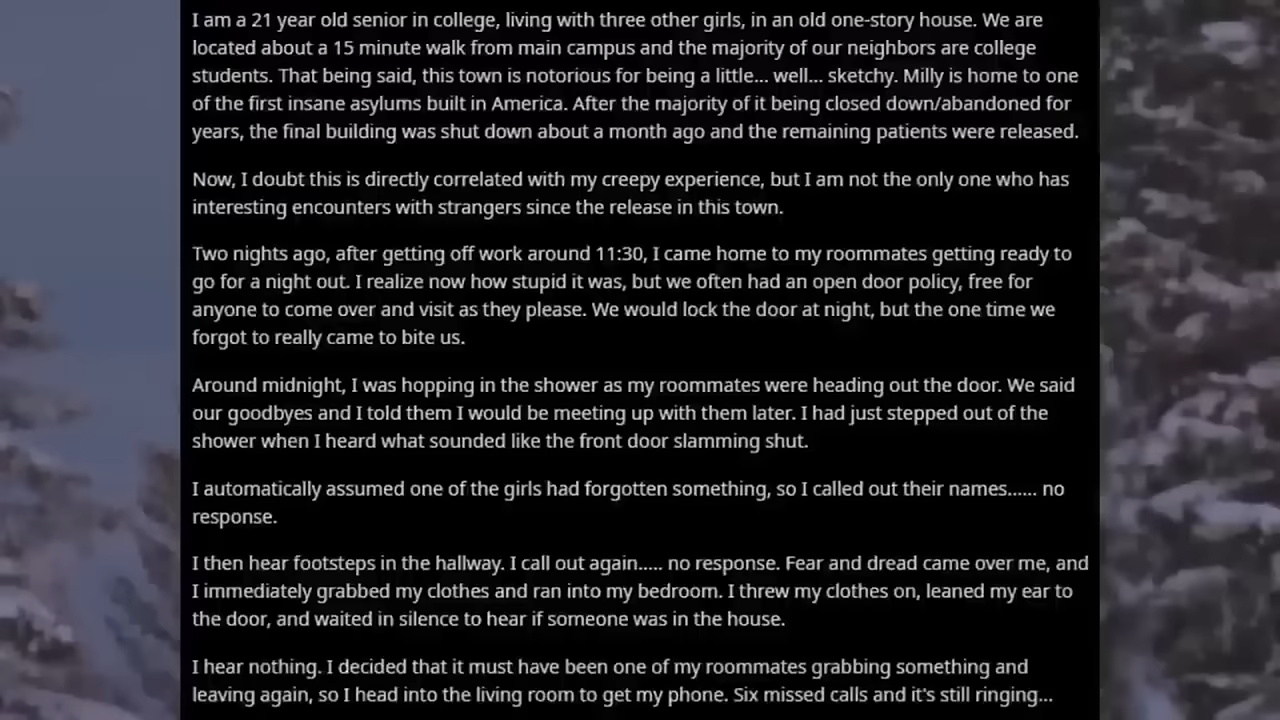 I am a 21 year old senior in college, living with three other girls, in an old one-story house. We are
located about a 15 minute walk from main campus and the majority of our neighbors are college
students. That being said, this town is notorious for being a little... well... sketchy. Milly is home to one
of the first insane asylums built in America. After the majority of it being closed down/abandoned for
years, the final building was shut down about a month ago and the remaining patients were released.
Now, I doubt this is directly correlated with my creepy experience, but I am not the only one who has
interesting encounters with strangers since the release in this town.
Two nights ago, after getting off work around 11:30, I came home to my roommates getting ready to
go for a night out. I realize now how stupid it was, but we often had an open door policy, free for
anyone to come over and visit as they please. We would lock the door at night, but the one time we
forgot to really came to bite us.
Around midnight, I was hopping in the shower as my roommates were heading out the door. We said
our goodbyes and I told them I would be meeting up with them later. I had just stepped out of the
shower when I heard what sounded like the front door slamming shut.
I automatically assumed one of the girls had forgotten something, so I called out their names...... no
response.
I then hear footsteps in the hallway. I call out again..... no response. Fear and dread came over me, and
I immediately grabbed my clothes and ran into my bedroom. I threw my clothes on, leaned my ear to
the door, and waited in silence to hear if someone was in the house.
I hear nothing. I decided that it must have been one of my roommates grabbing something and
leaving again, so I head into the living room to get my phone. Six missed calls and it's still ringing...